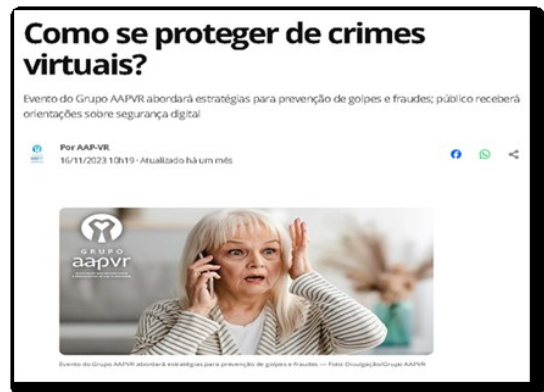 Como se proteger de crimes
virtuais?
Evento do Grupo AAPVR abordará estratégias para prevenção de golpes e fraudes; público receberá
orientações sobre segurança digital
Por AAP-VR
16/11/2023 10h19 · Atualizado há um mês
GRUPO
aapvr
Evento do Grupo AAPVR abordará estratégias para prevenção de golpes e fraudes — Foto: Divulgação/Grupo AAPVR